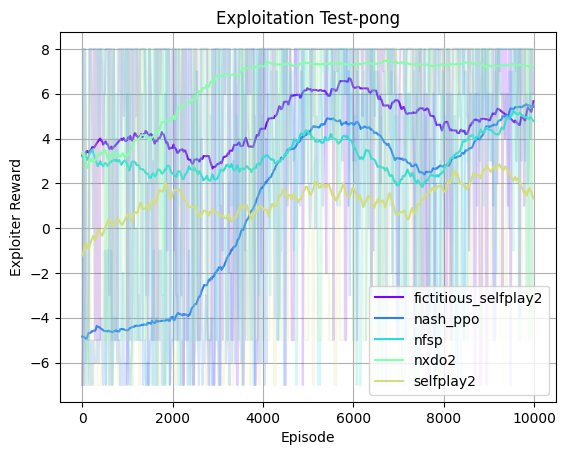 Exploitation Test-pong
8
6
4
2
0
−2
−4
−6
Exploiter Reward
fictitious_selfplay2
nash_ppo
nfsp
nxdo2
selfplay2
0
2000
4000
6000
8000
10000
Episode